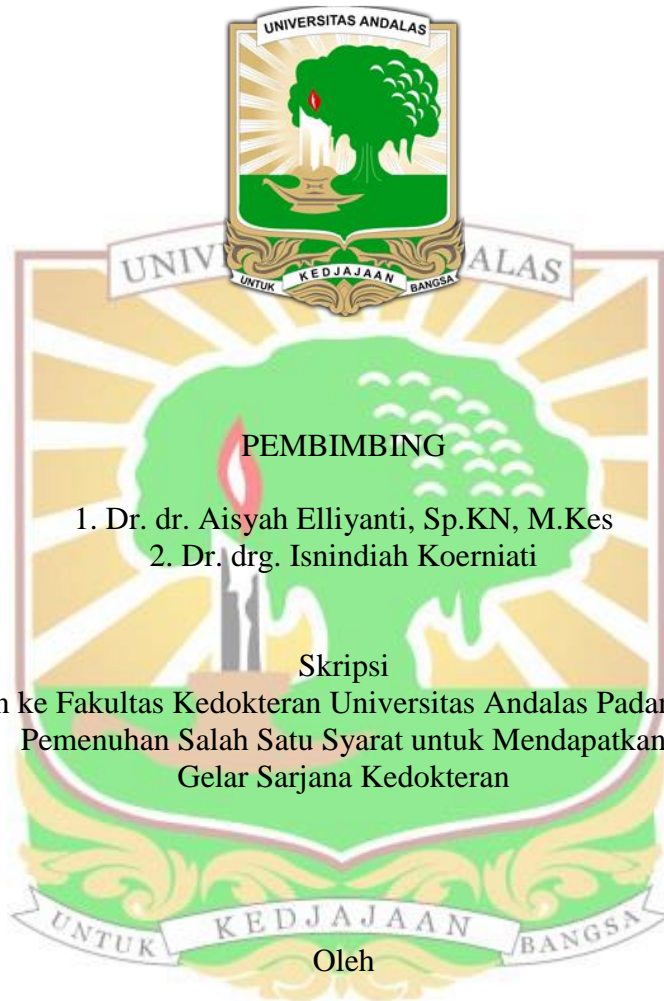 UNIVERSITAS ANDALAS
UNTUK KEDJAJAAN BANGSA
PEMBIMBING
1. Dr. dr. Aisyah Elliyanti, Sp.KN, M.Kes
2. Dr. drg. Isnindiah Koerniati
Skripsi
ke Fakultas Kedokteran Universitas Andalas
Pemenuhan Salah Satu Syarat untuk Mendapatkan
Gelar Sarjana Kedokteran
UNTUK KEDJAJAAN BANGSA
Oleh